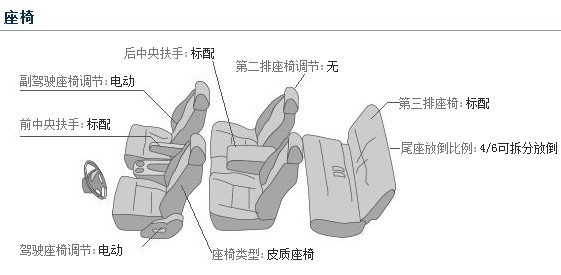 座椅
后中央扶手: 标配
第二排座椅调节: 无
副驾驶座椅调节: 电动
第三排座椅: 标配
前中央扶手: 标配
尾座放倒比例: 4/6可拆分放倒
驾驶座椅调节: 电动
座椅类型: 皮质座椅